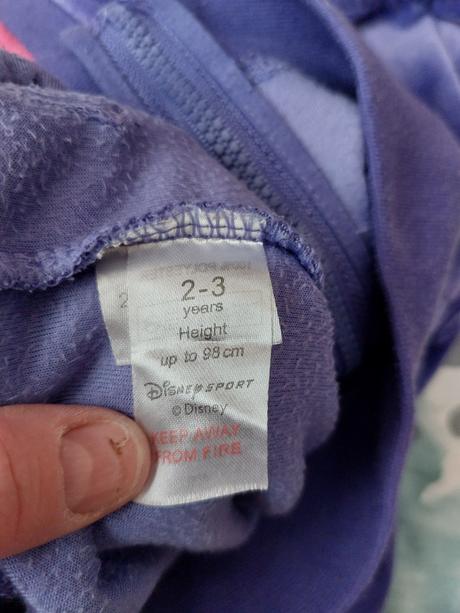 2-3
years
Height
up to 98cm
Disney SPORT
© Disney
KEEP AWAY
FROM FIRE